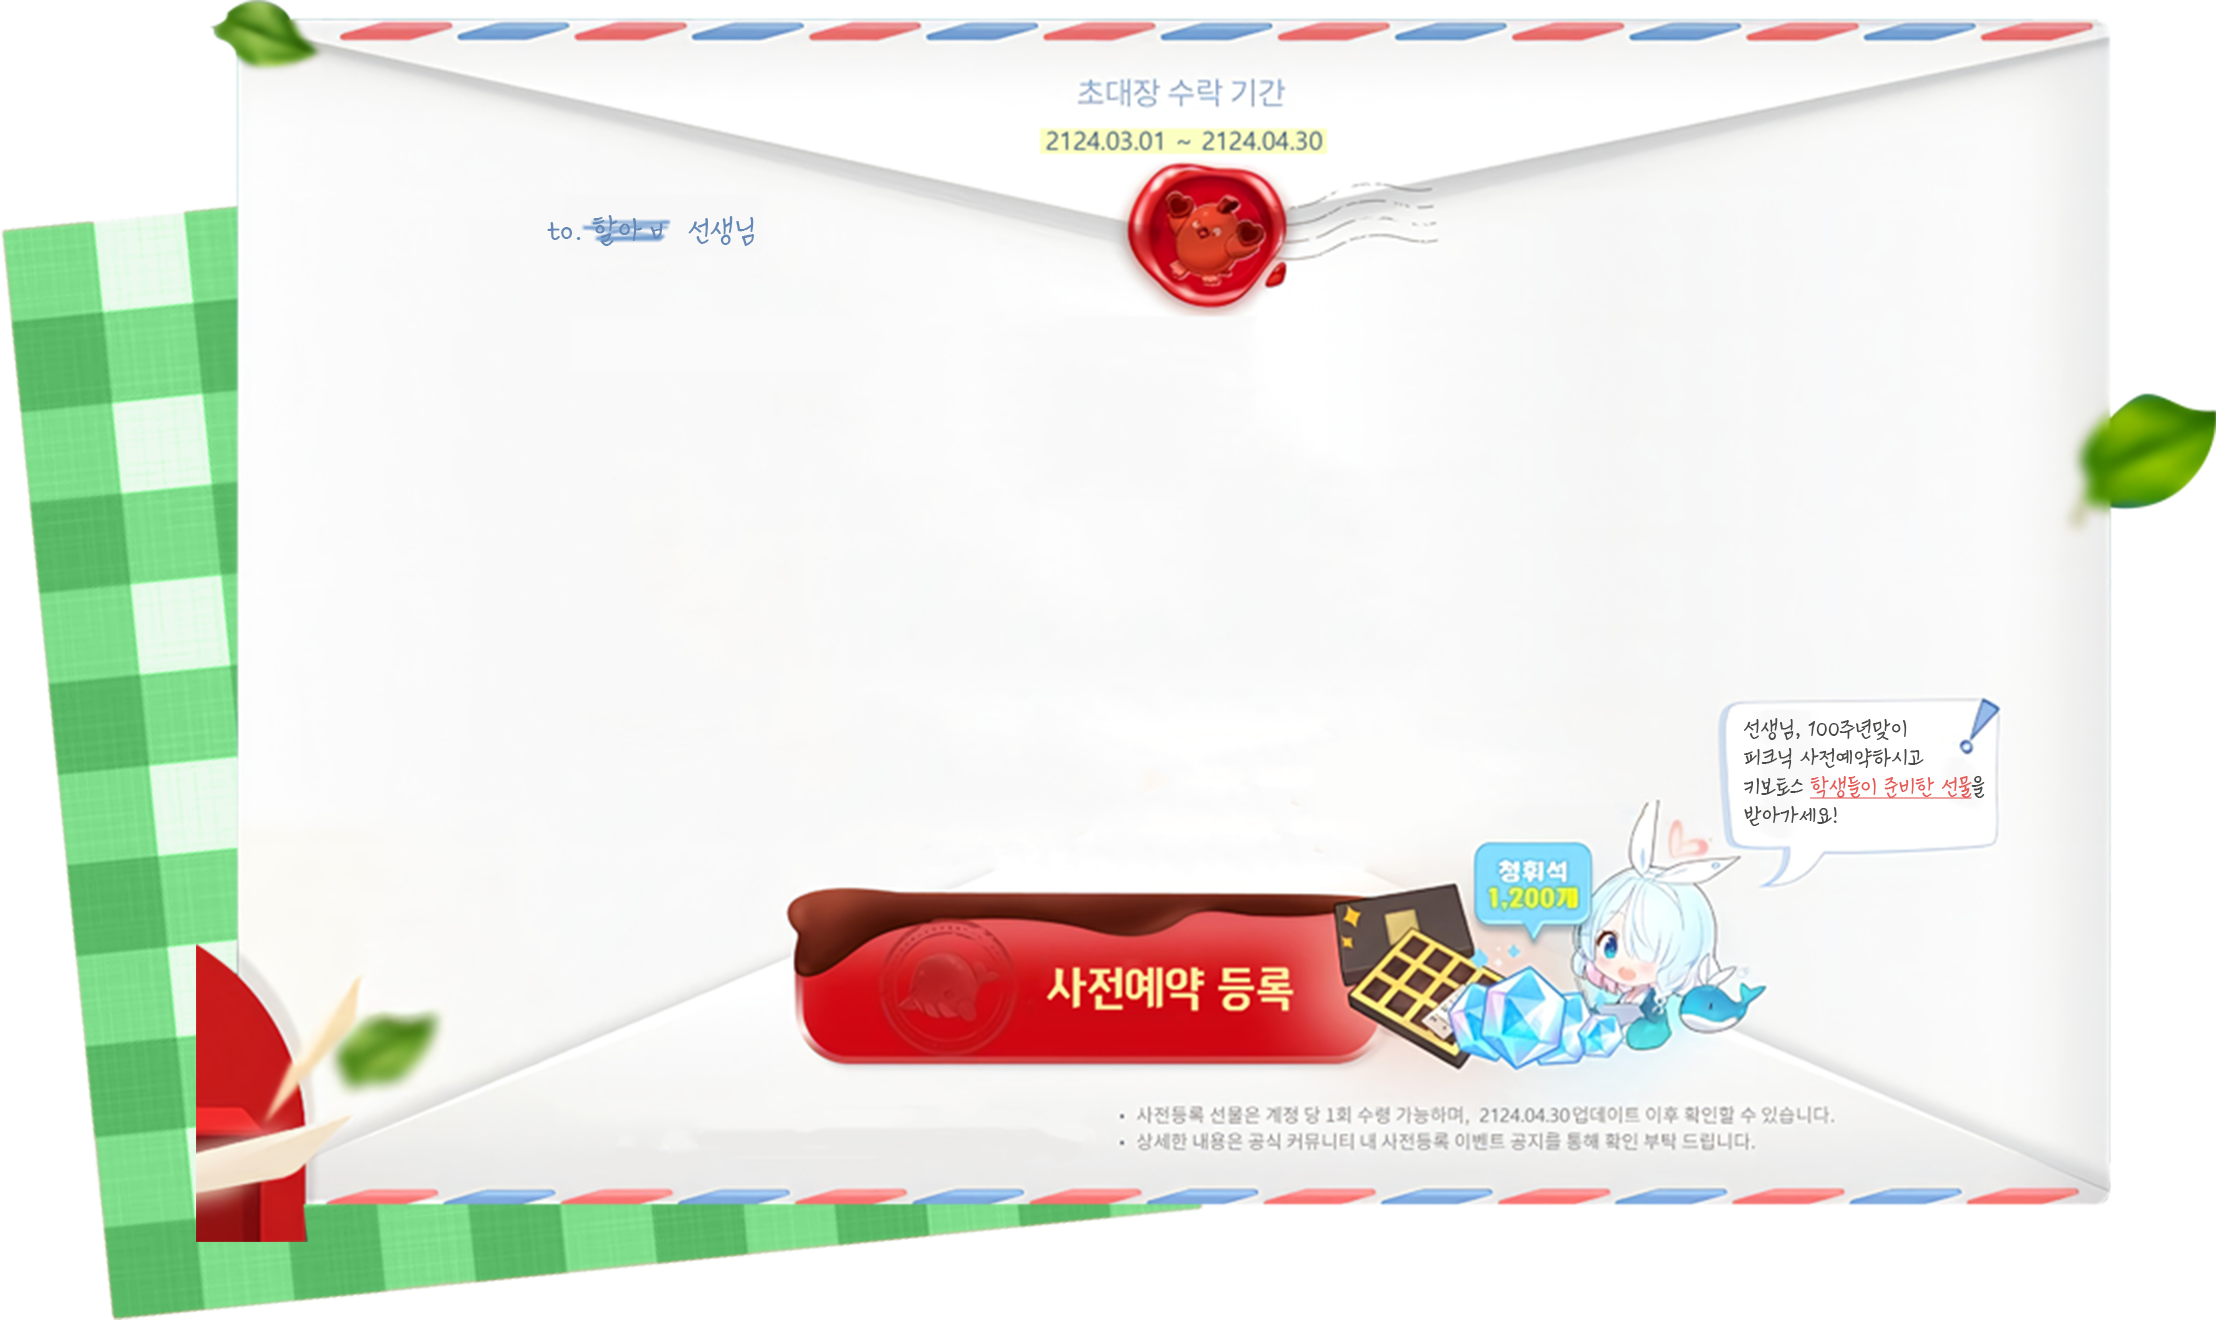 초대장 수락 기간
2124.03.01 ~ 2124.04.30
to. 할아ㅂ 선생님
선생님, 100주년맞이
피크닉 사전예약하시고
키보토스 학생들이 준비한 선물을
받아가세요!
청휘석
1,200개
사전예약 등록
• 사전등록 선물은 계정 당 1회 수령 가능하며, 2124.04.30업데이트 이후 확인할 수 있습니다.
• 상세한 내용은 공식 커뮤니티 내 사전등록 이벤트 공지를 통해 확인 부탁 드립니다.